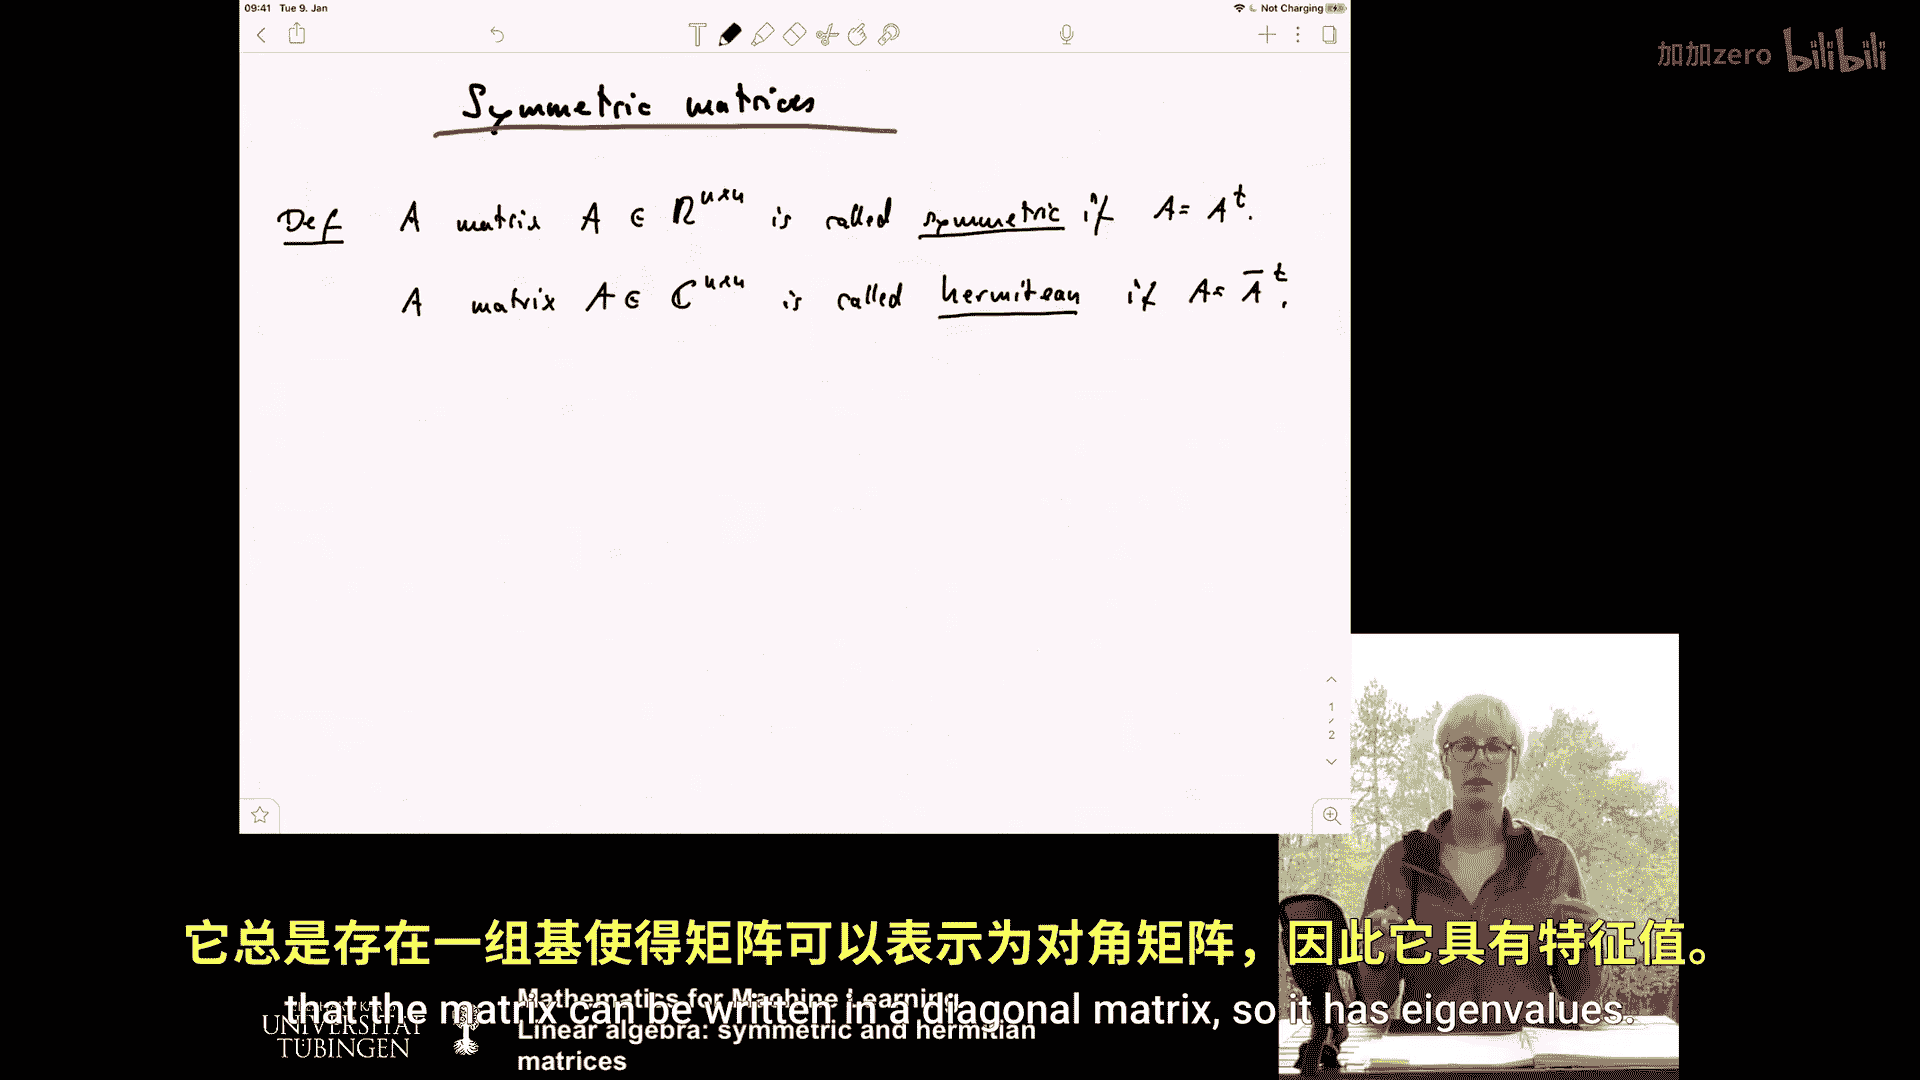 09:41 Tue 9. Jan
Not Charging
加加zero bilibili
T
Symmetric matrices
Def A matrix A ∈ ℝⁿˣⁿ is called symmetric if A = Aᵗ.
A matrix A ∈ ℂⁿˣⁿ is called hermitean if A = A̅ᵗ.
1
2
它总是存在一组基使得矩阵可以表示为对角矩阵，因此它具有特征值。
that the matrix can be written in a diagonal matrix, so it has eigenvalues.
Mathematics for Machine Learning
UNIVERSITÄT
TÜBINGEN
Linear algebra: symmetric and hermitian
matrices